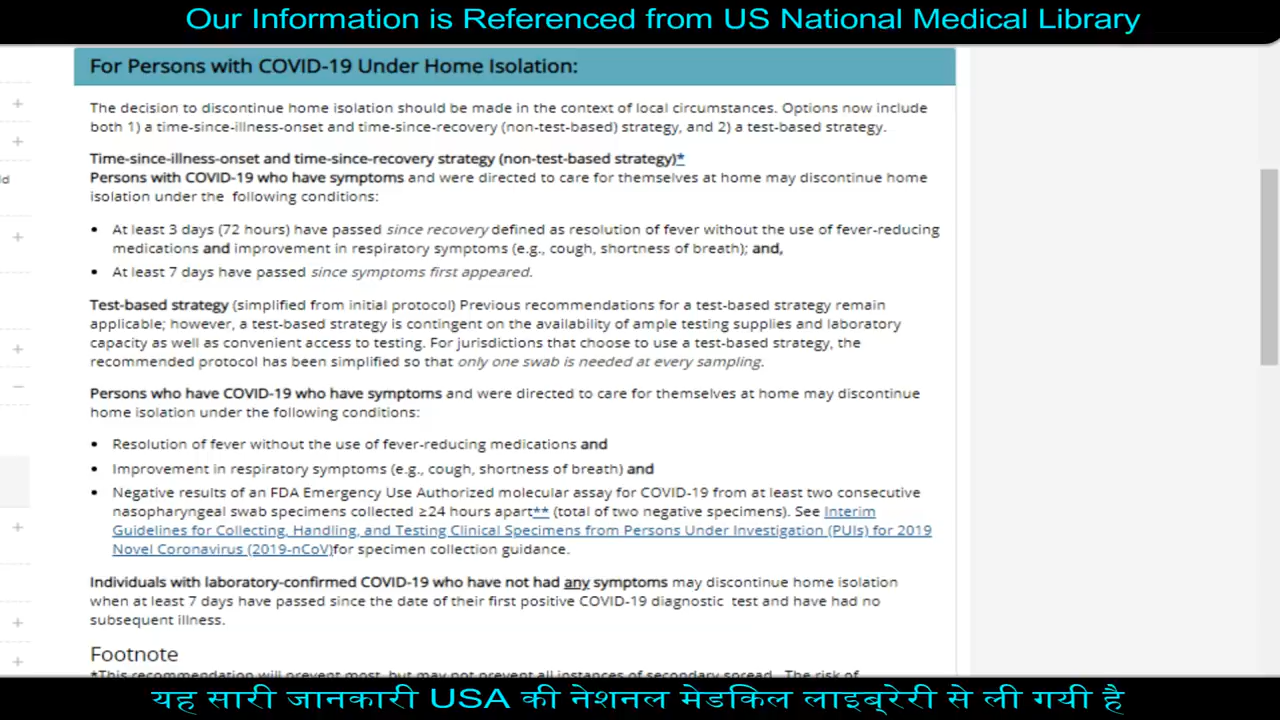 Our Information is Referenced from US National Medical Library
For Persons with COVID-19 Under Home Isolation:
The decision to discontinue home isolation should be made in the context of local circumstances. Options now include
both 1) a time-since-illness-onset and time-since-recovery (non-test-based) strategy, and 2) a test-based strategy.
Time-since-illness-onset and time-since-recovery strategy (non-test-based strategy)*
Persons with COVID-19 who have symptoms and were directed to care for themselves at home may discontinue home
isolation under the following conditions:
• At least 3 days (72 hours) have passed since recovery defined as resolution of fever without the use of fever-reducing
medications and improvement in respiratory symptoms (e.g., cough, shortness of breath); and,
• At least 7 days have passed since symptoms first appeared.
Test-based strategy (simplified from initial protocol) Previous recommendations for a test-based strategy remain
applicable; however, a test-based strategy is contingent on the availability of ample testing supplies and laboratory
capacity as well as convenient access to testing. For jurisdictions that choose to use a test-based strategy, the
recommended protocol has been simplified so that only one swab is needed at every sampling.
Persons who have COVID-19 who have symptoms and were directed to care for themselves at home may discontinue
home isolation under the following conditions:
• Resolution of fever without the use of fever-reducing medications and
• Improvement in respiratory symptoms (e.g., cough, shortness of breath) and
• Negative results of an FDA Emergency Use Authorized molecular assay for COVID-19 from at least two consecutive
nasopharyngeal swab specimens collected ≥24 hours apart** (total of two negative specimens). See Interim
Guidelines for Collecting, Handling, and Testing Clinical Specimens from Persons Under Investigation (PUIs) for 2019
Novel Coronavirus (2019-nCoV)for specimen collection guidance.
Individuals with laboratory-confirmed COVID-19 who have not had any symptoms may discontinue home isolation
when at least 7 days have passed since the date of their first positive COVID-19 diagnostic test and have had no
subsequent illness.
Footnote
*This recommendation will prevent most, but may not prevent all instances of secondary spread. The risk of
यह सारी जानकारी USA की नेशनल मेडकिल लाइब्रेरी से ली गयी है